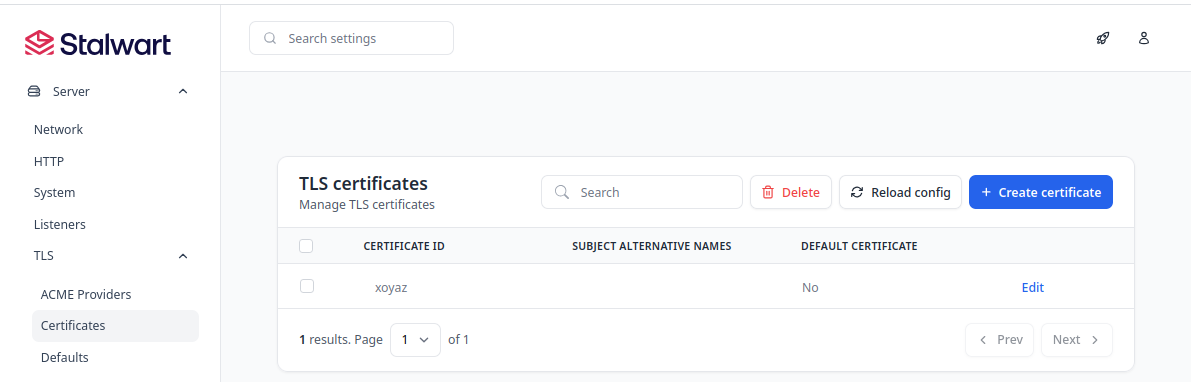 Stalwart
Search settings
Server
Network
HTTP
System
Listeners
TLS
ACME Providers
Certificates
Defaults
TLS certificates
Manage TLS certificates
Search
Delete
Reload config
+ Create certificate
CERTIFICATE ID SUBJECT ALTERNATIVE NAMES DEFAULT CERTIFICATE
xoyaz No Edit
1 results. Page 1 of 1
Prev Next